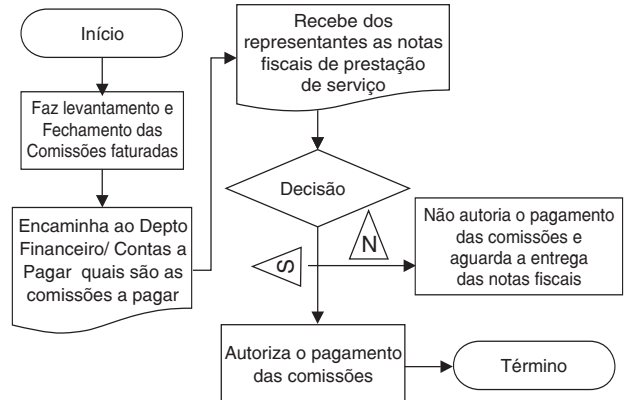 Início
Faz levantamento e
Fechamento das
Comissões faturadas
Encaminha ao Depto
Financeiro/ Contas a
Pagar quais são as
comissões a pagar
Recebe dos
representantes as notas
fiscais de prestação
de serviço
Decisão
N
S
Não autoria o pagamento
das comissões e
aguarda a entrega
das notas fiscais
Autoriza o pagamento
das comissões
Término